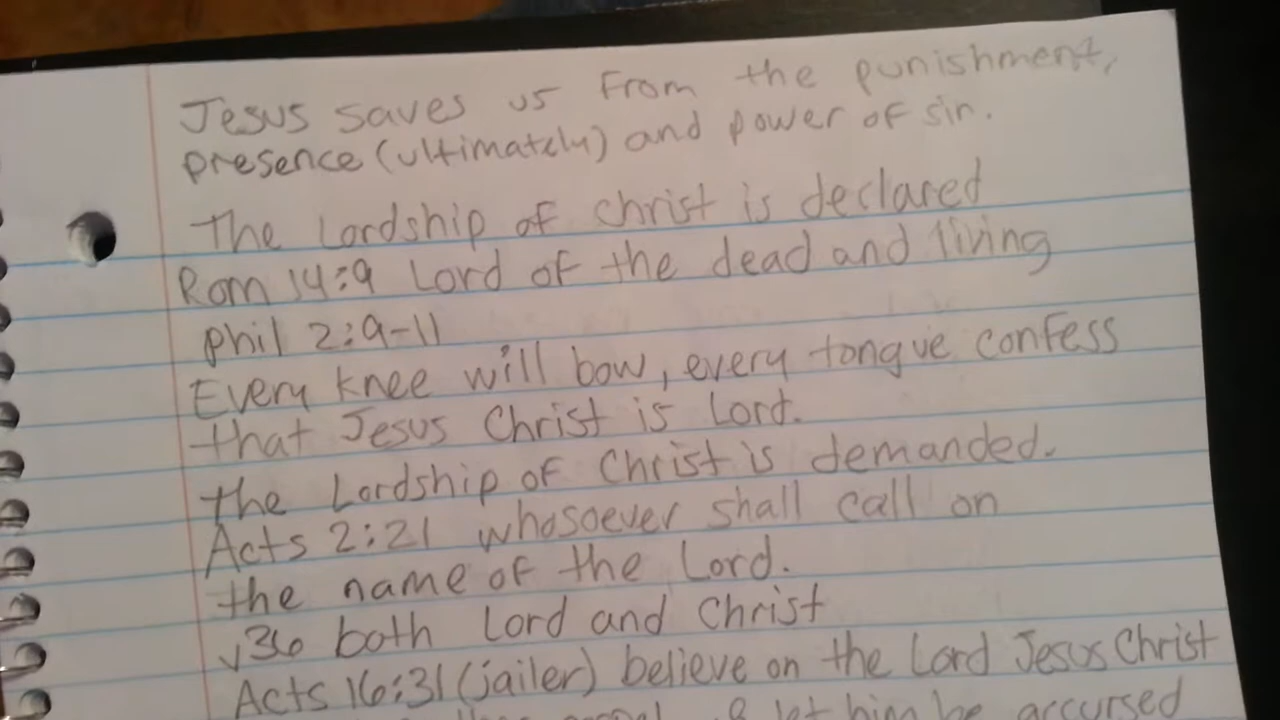 Jesus saves us from the punishment,
presence (ultimately) and power of sin.
The Lordship of Christ is declared
Rom 14:9 Lord of the dead and living
Phil 2:9-11
Every knee will bow, every tongue confess
that Jesus Christ is Lord.
the Lordship of Christ is demanded.
Acts 2:21 whosoever shall call on
the name of the Lord.
v36 both Lord and Christ
Acts 16:31 (jailer) believe on the Lord Jesus Christ
let him be accursed